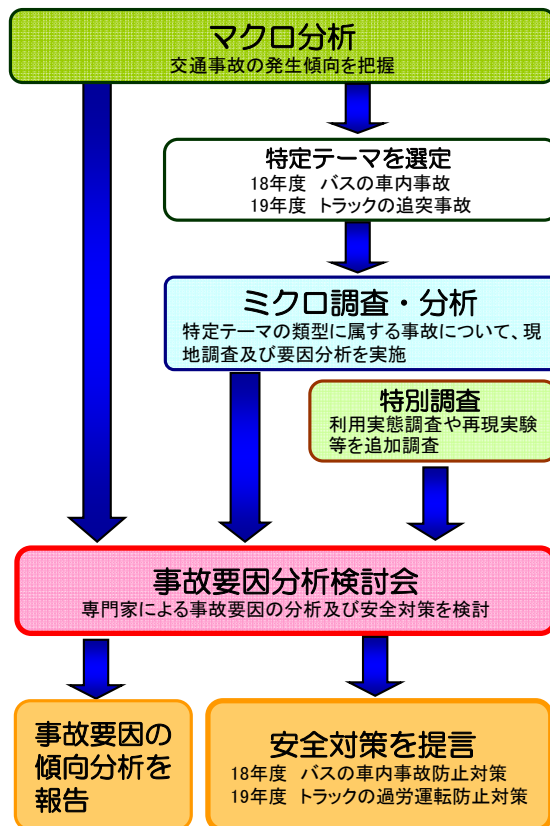 マクロ分析
交通事故の発生傾向を把握
特定テーマを選定
18年度 バスの車内事故
19年度 トラックの追突事故
ミクロ調査・分析
特定テーマの類型に属する事故について、現
地調査及び要因分析を実施
特別調査
利用実態調査や再現実験
等を追加調査
事故要因分析検討会
専門家による事故要因の分析及び安全対策を検討
事故要因の
傾向分析を
報告
安全対策を提言
18年度 バスの車内事故防止対策
19年度 トラックの過労運転防止対策